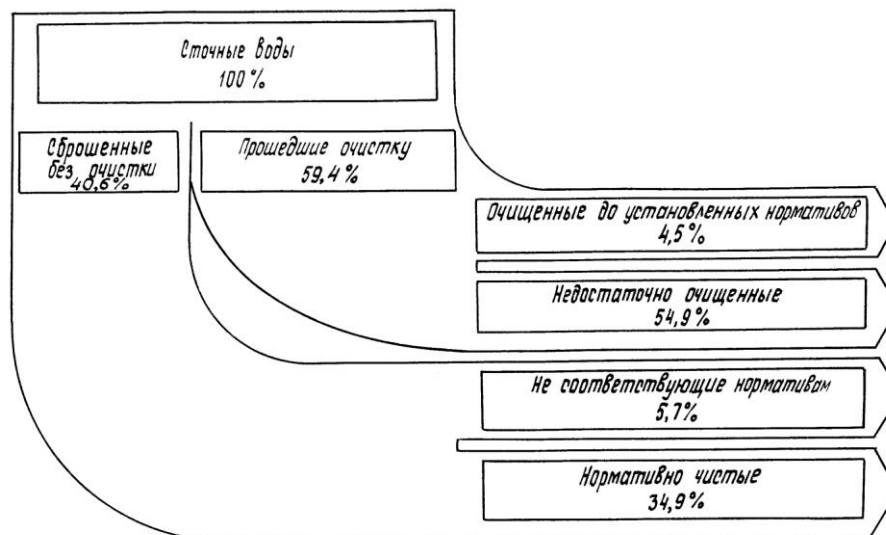 Сточные воды
100%
Сброшенные
без очистки
40,6%
Прошедшие очистку
59,4%
Очищенные до установленных нормативов
4,5%
Недостаточно очищенные
54,9%
Не соответствующие нормативам
5,7%
Нормативно чистые
34,9%